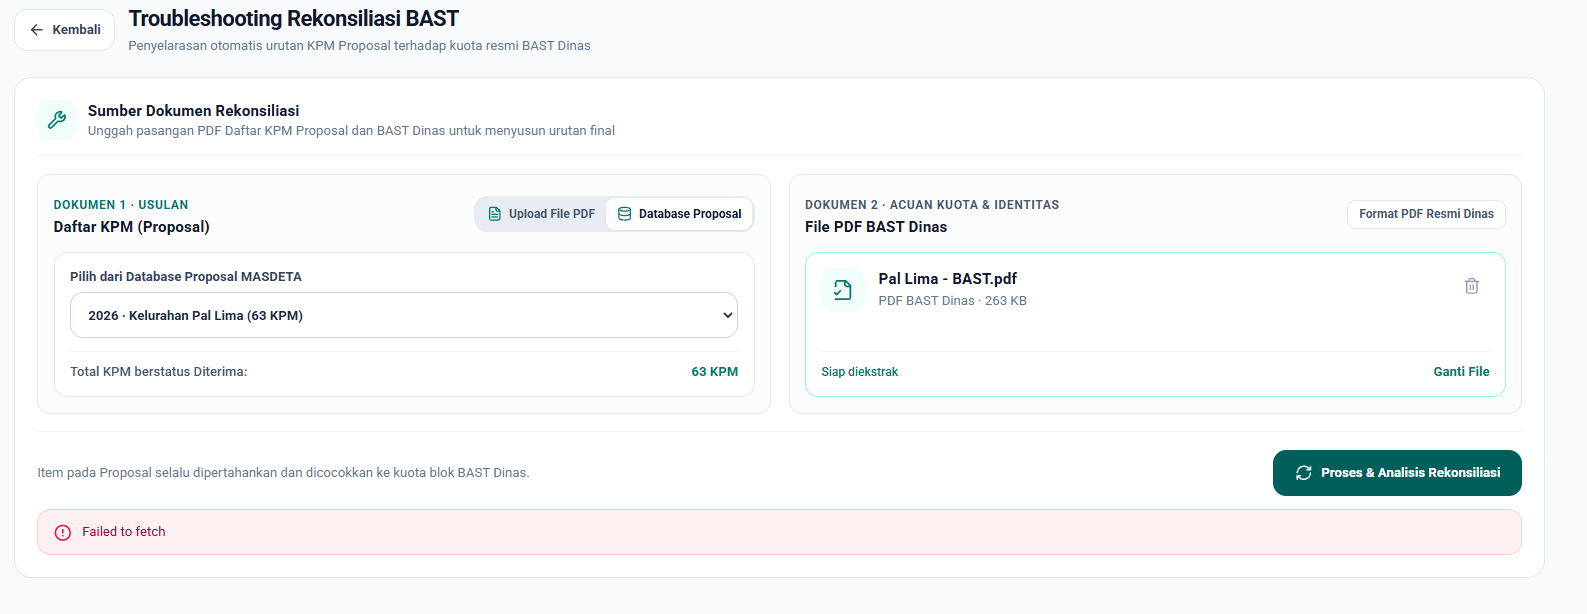 Kembali
Troubleshooting Rekonsiliasi BAST
Penyelarasan otomatis urutan KPM Proposal terhadap kuota resmi BAST Dinas
Sumber Dokumen Rekonsiliasi
Unggah pasangan PDF Daftar KPM Proposal dan BAST Dinas untuk menyusun urutan final
DOKUMEN 1 · USULAN
Daftar KPM (Proposal)
Upload File PDF
Database Proposal
Pilih dari Database Proposal MASDETA
2026 · Kelurahan Pal Lima (63 KPM)
Total KPM berstatus Diterima:
63 KPM
DOKUMEN 2 · ACUAN KUOTA & IDENTITAS
File PDF BAST Dinas
Format PDF Resmi Dinas
Pal Lima - BAST.pdf
PDF BAST Dinas · 263 KB
Siap diekstrak
Ganti File
Item pada Proposal selalu dipertahankan dan dicocokkan ke kuota blok BAST Dinas.
Proses & Analisis Rekonsiliasi
Failed to fetch